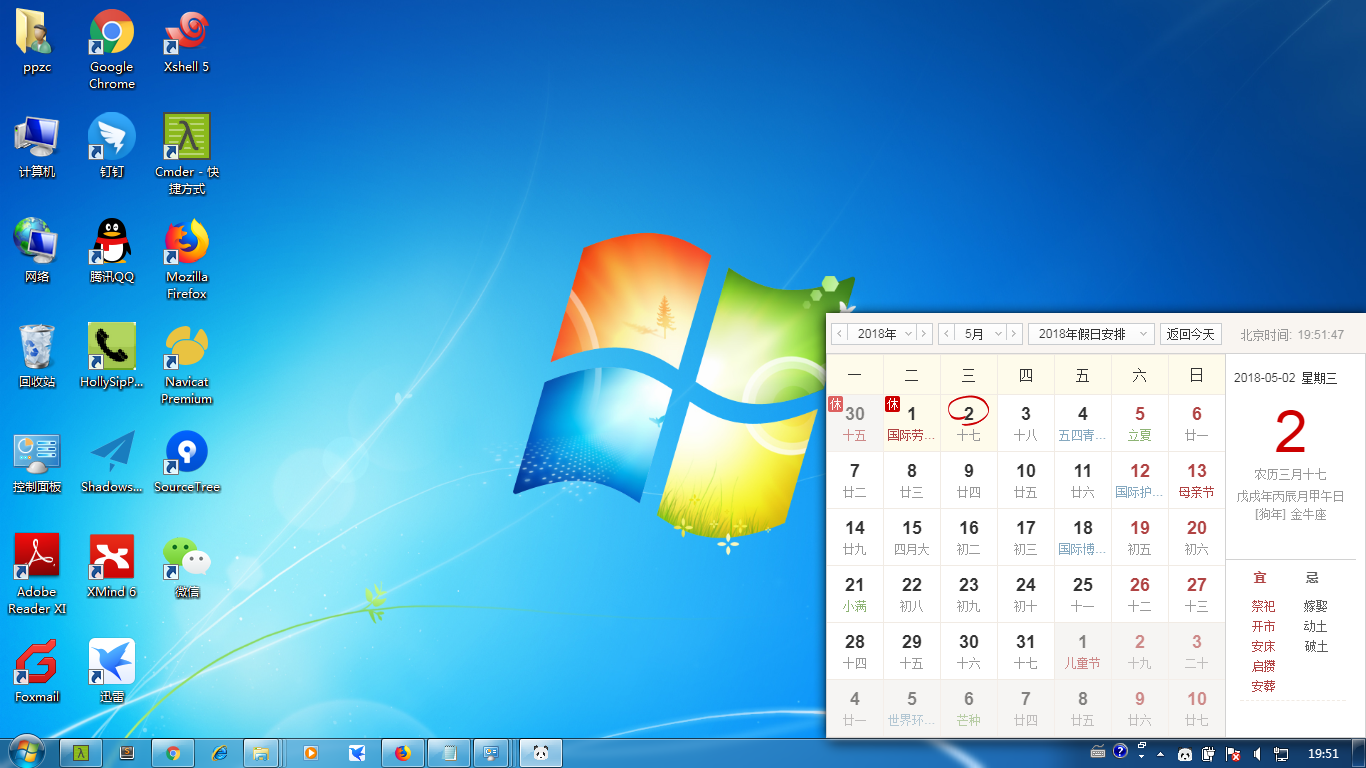 ppzc
Google
Chrome
Xshell 5
计算机
钉钉
Cmder - 快
捷方式
网络
腾讯QQ
Mozilla
Firefox
回收站
HollySipP...
Navicat
Premium
控制面板
Shadows...
SourceTree
Adobe
Reader XI
XMind 6
微信
Foxmail
迅雷
2018年
5月
2018年假日安排
返回今天
北京时间: 19:51:47
一 二 三 四 五 六 日
休 30 休 1 2 3 4 5 6
十五 国际劳... 十七 十八 五四青... 立夏 廿一
7 8 9 10 11 12 13
廿二 廿三 廿四 廿五 廿六 国际护... 母亲节
14 15 16 17 18 19 20
廿九 四月大 初二 初三 国际博... 初五 初六
21 22 23 24 25 26 27
小满 初八 初九 初十 十一 十二 十三
28 29 30 31 1 2 3
十四 十五 十六 十七 儿童节 十九 二十
4 5 6 7 8 9 10
廿一 世界环... 芒种 廿四 廿五 廿六 廿七
2018-05-02 星期三
2
农历三月十七
戊戌年丙辰月甲午日
[狗年] 金牛座
宜 忌
祭祀 嫁娶
开市 动土
安床 破土
启攒
安葬
19:51